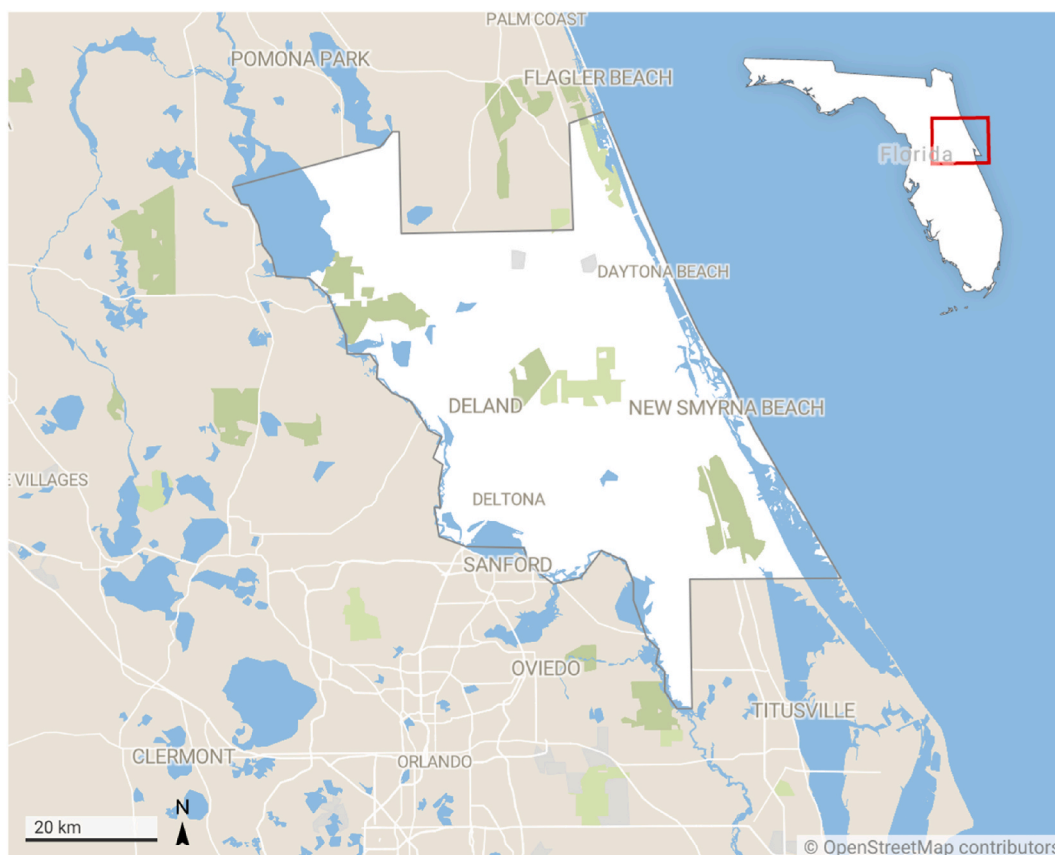 PALM COAST
POMONA PARK
FLAGLER BEACH
Florida
DAYTONA BEACH
DELAND
NEW SMYRNA BEACH
E VILLAGES
DELTONA
SANFORD
OVIEDO
TITUSVILLE
CLERMONT
ORLANDO
N
20 km
© OpenStreetMap contributors